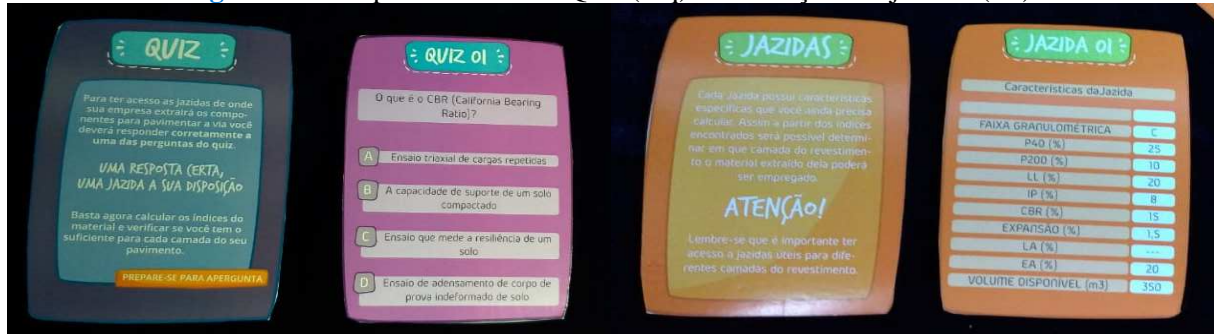 QUIZ
Para ter acesso as jazidas de onde
sua empresa extrairá os compo-
nentes para pavimentar a via você
deverá responder corretamente a
uma das perguntas do quiz.
UMA RESPOSTA CERTA,
UMA JAZIDA A SUA DISPOSIÇÃO
Basta agora calcular os índices do
material e verificar se você tem o
suficiente para cada camada do seu
pavimento.
PREPARE-SE PARA APERGUNTA
QUIZ 01
O que é o CBR (California Bearing
Ratio)?
A Ensaio triaxial de cargas repetidas
B A capacidade de suporte de um solo
compactado
C Ensaio que mede a resiliência de um
solo
D Ensaio de adensamento de corpo de
prova indeformado de solo
JAZIDAS
Cada Jazida possui características
específicas que você ainda precisa
calcular. Assim a partir dos índices
encontrados será possível determi-
nar em que camada do revestimen-
to o material extraído dela poderá
ser empregado.
ATENÇÃO!
Lembre-se que é importante ter
acesso a jazidas úteis para dife-
rentes camadas do revestimento.
JAZIDA 01
Características da Jazida
FAIXA GRANULOMÉTRICA C
P40 (%) 25
P200 (%) 10
LL (%) 20
IP (%) 8
CBR (%) 15
EXPANSÃO (%) 1,5
LA (%) ---
EA (%) 20
VOLUME DISPONÍVEL (m3) 350